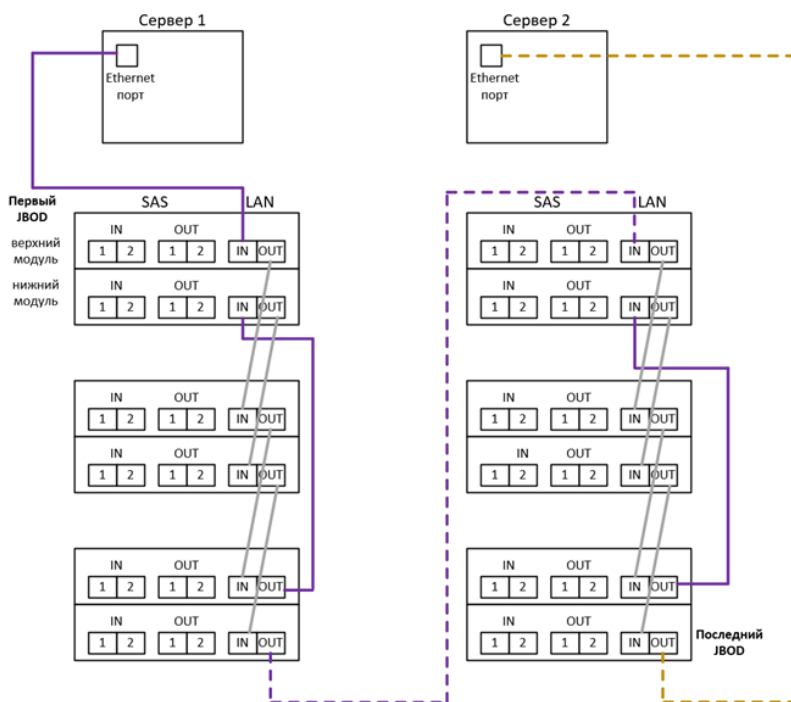 Сервер 1 Сервер 2
Ethernet порт Ethernet порт
Первый JBOD SAS LAN SAS LAN
IN OUT IN OUT
верхний модуль 1 2 1 2 IN OUT 1 2 1 2 IN OUT
нижний модуль IN OUT IN OUT
1 2 1 2 IN OUT 1 2 1 2 IN OUT
IN OUT IN OUT
1 2 1 2 IN OUT 1 2 1 2 IN OUT
IN OUT IN OUT
1 2 1 2 IN OUT 1 2 1 2 IN OUT
IN OUT IN OUT
1 2 1 2 IN OUT 1 2 1 2 IN OUT
IN OUT IN OUT
1 2 1 2 IN OUT 1 2 1 2 IN OUT Последний JBOD